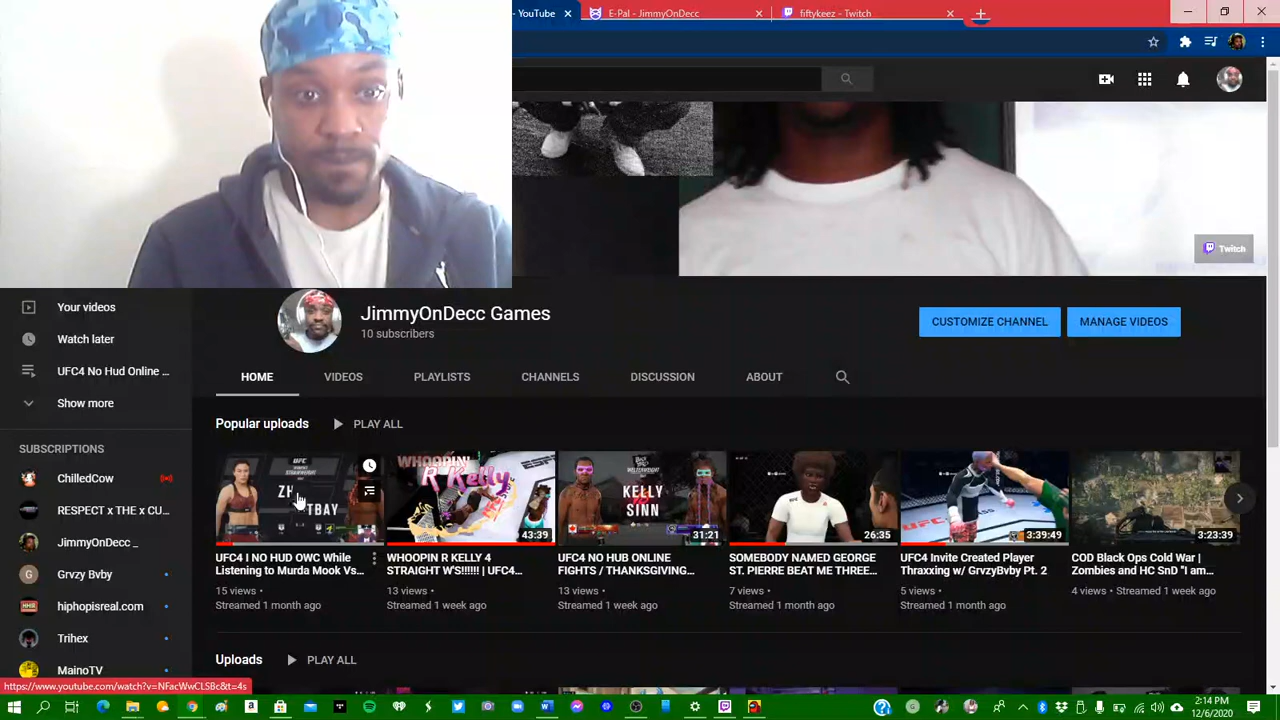 - YouTube
E-Pal - JimmyOnDecc
fiftykeez - Twitch
Twitch
JimmyOnDecc Games
10 subscribers
CUSTOMIZE CHANNEL
MANAGE VIDEOS
Your videos
Watch later
UFC4 No Hud Online ...
Show more
HOME
VIDEOS
PLAYLISTS
CHANNELS
DISCUSSION
ABOUT
Popular uploads
PLAY ALL
SUBSCRIPTIONS
ChilledCow
RESPECT x THE x CU...
JimmyOnDecc _
Grvzy Bvby
hiphopisreal.com
Trihex
MainoTV
UFC
ZH
TBAY
WHOOPIN'
R Kelly
43:39
KELLY
SINN
31:21
26:35
3:39:49
3:23:39
UFC4 I NO HUD OWC While
Listening to Murda Mook Vs...
15 views •
Streamed 1 month ago
WHOOPIN R KELLY 4
STRAIGHT W'S!!!!!! | UFC4...
13 views •
Streamed 1 week ago
UFC4 NO HUB ONLINE
FIGHTS / THANKSGIVING...
13 views •
Streamed 1 week ago
SOMEBODY NAMED GEORGE
ST. PIERRE BEAT ME THREE...
7 views •
Streamed 1 month ago
UFC4 Invite Created Player
Thraxxing w/ GrvzyBvby Pt. 2
5 views •
Streamed 1 month ago
COD Black Ops Cold War |
Zombies and HC SnD "I am...
4 views • Streamed 1 week ago
Uploads
PLAY ALL
https://www.youtube.com/watch?v=NFacWwCLSBc&t=4s
2:14 PM
12/6/2020